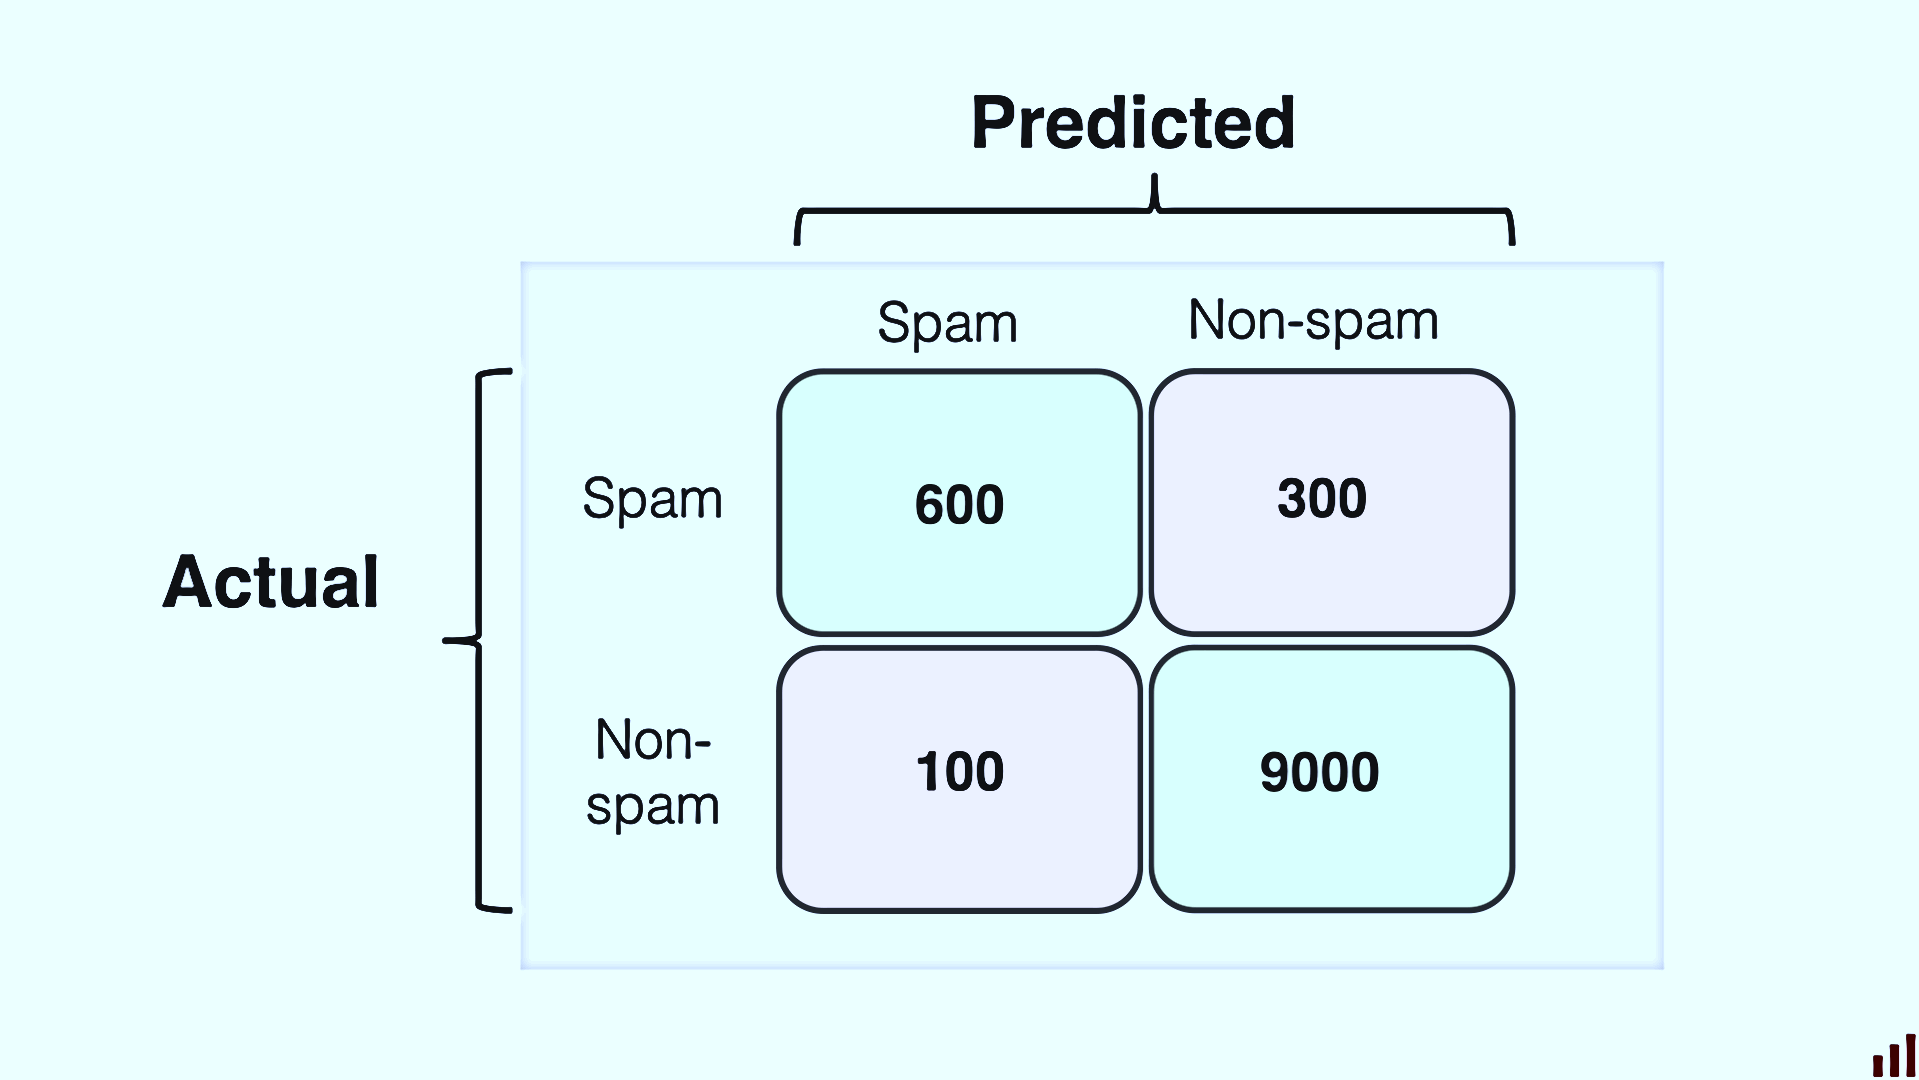 Predicted
Spam Non-spam
Spam 600 300
Actual
Non-
spam
100 9000